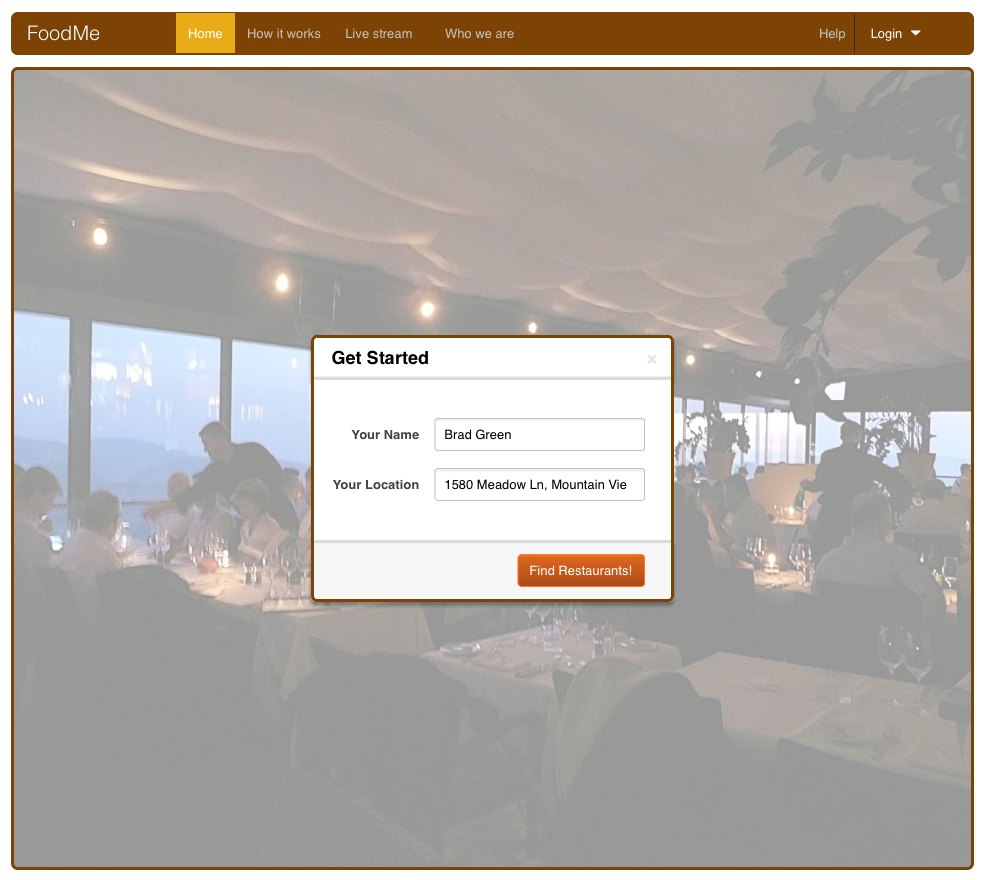 FoodMe
Home How it works Live stream Who we are Help Login
Get Started ×
Your Name Brad Green
Your Location 1580 Meadow Ln, Mountain Vie
Find Restaurants!